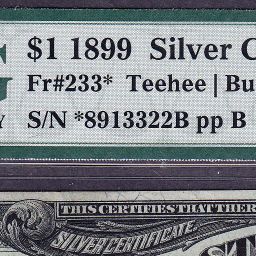 $1 1899 Silver C
Fr#233* Teehee | Bu
S/N *8913322B pp B
THIS CERTIFIES THAT THERE
SILVER CERTIFICATE